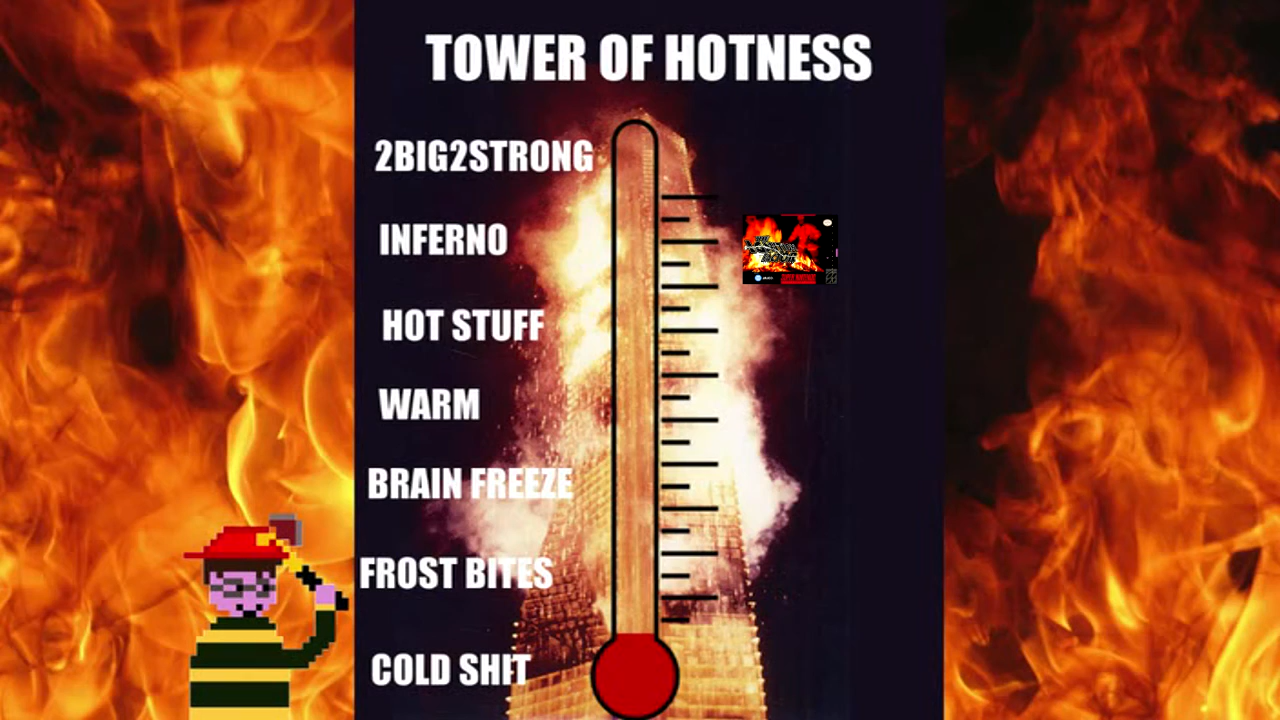 TOWER OF HOTNESS
2BIG2STRONG
INFERNO
HOT STUFF
WARM
BRAIN FREEZE
FROST BITES
COLD SHIT